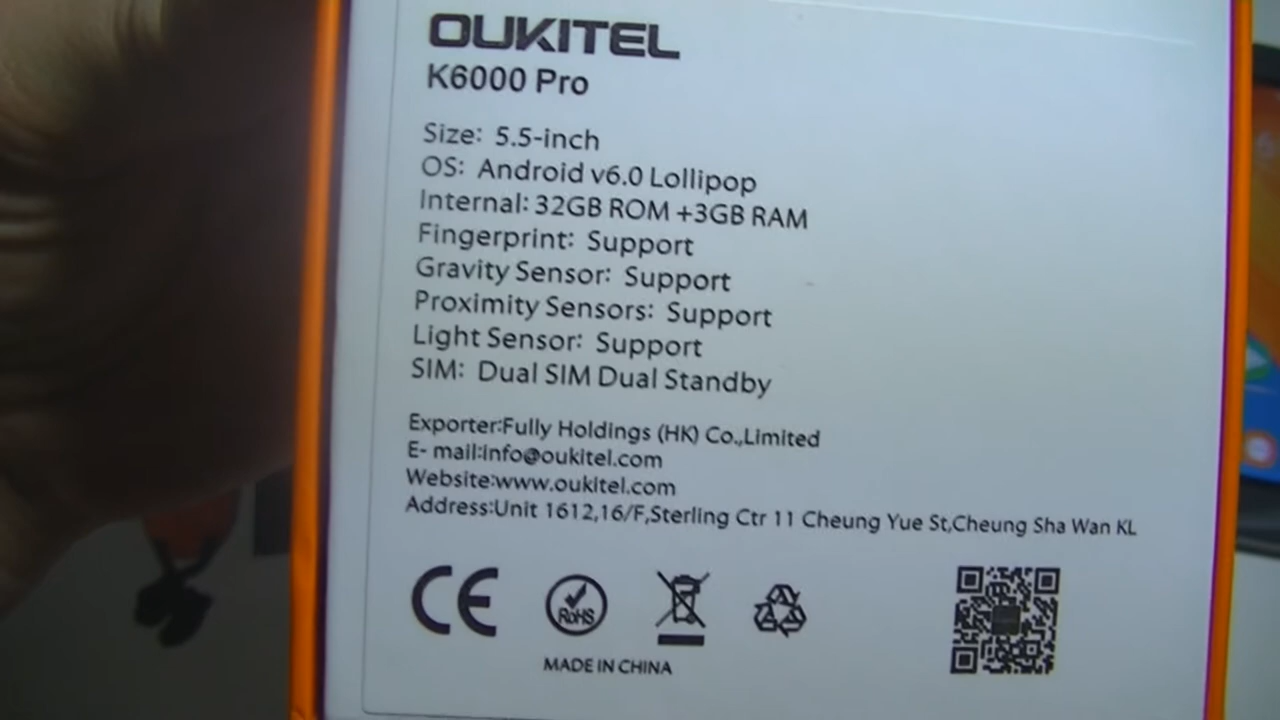 OUKITEL
K6000 Pro
Size: 5.5-inch
OS: Android v6.0 Lollipop
Internal: 32GB ROM +3GB RAM
Fingerprint: Support
Gravity Sensor: Support
Proximity Sensors: Support
Light Sensor: Support
SIM: Dual SIM Dual Standby
Exporter:Fully Holdings (HK) Co.,Limited
E- mail:info@oukitel.com
Website:www.oukitel.com
Address:Unit 1612,16/F,Sterling Ctr 11 Cheung Yue St,Cheung Sha Wan KL
CE RoHS
MADE IN CHINA